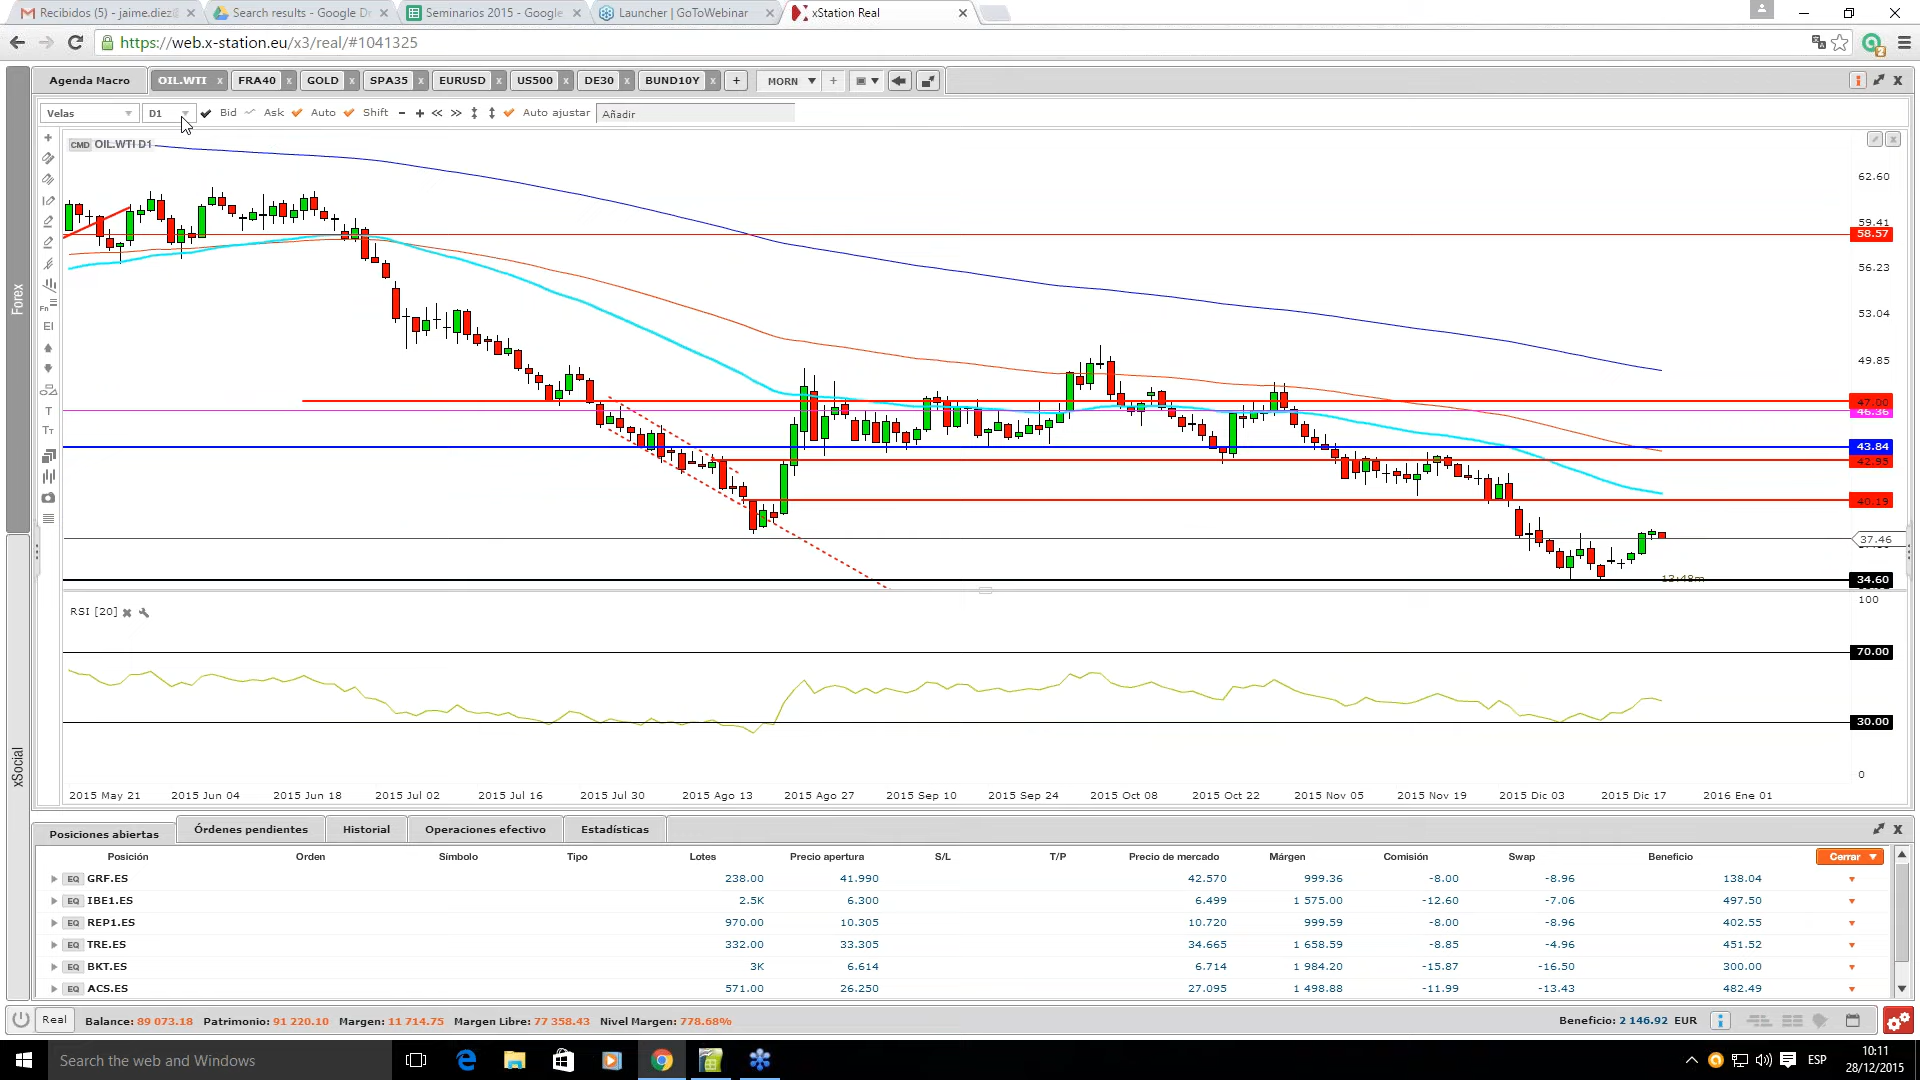 Recibidos (5) - jaime.diez@ Search results - Google Dr Seminarios 2015 - Google Launcher | GoToWebinar xStation Real
https://web.x-station.eu/x3/real/#1041325
Agenda Macro OIL.WTI FRA40 GOLD SPA35 EURUSD US500 DE30 BUND10Y + MORN
Velas D1 Bid Ask Auto Shift Auto ajustar Añadir
CMD OIL.WTI D1
62.60
59.41
58.57
56.23
53.04
49.85
47.00
46.36
43.84
42.95
40.19
37.46
34.60
13:48m
Forex
xSocial
Fn
EI
T
TT
RSI [20]
100
70.00
30.00
0
2015 May 21 2015 Jun 04 2015 Jun 18 2015 Jul 02 2015 Jul 16 2015 Jul 30 2015 Ago 13 2015 Ago 27 2015 Sep 10 2015 Sep 24 2015 Oct 08 2015 Oct 22 2015 Nov 05 2015 Nov 19 2015 Dic 03 2015 Dic 17 2016 Ene 01
Posiciones abiertas Órdenes pendientes Historial Operaciones efectivo Estadísticas
Posición Orden Símbolo Tipo Lotes Precio apertura S/L T/P Precio de mercado Márgen Comisión Swap Beneficio Cerrar
EQ GRF.ES 238.00 41.990 42.570 999.36 -8.00 -8.96 138.04
EQ IBE1.ES 2.5K 6.300 6.499 1 575.00 -12.60 -7.06 497.50
EQ REP1.ES 970.00 10.305 10.720 999.59 -8.00 -8.96 402.55
EQ TRE.ES 332.00 33.305 34.665 1 658.59 -8.85 -4.96 451.52
EQ BKT.ES 3K 6.614 6.714 1 984.20 -15.87 -16.50 300.00
EQ ACS.ES 571.00 26.250 27.095 1 498.88 -11.99 -13.43 482.49
Real Balance: 89 073.18 Patrimonio: 91 220.10 Margen: 11 714.75 Margen Libre: 77 358.43 Nivel Margen: 778.68% Beneficio: 2 146.92 EUR
Search the web and Windows
ESP
10:11
28/12/2015